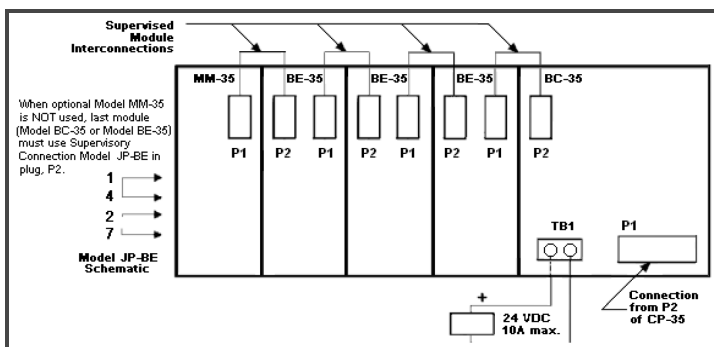 Supervised
Module
Interconnections
MM-35
BE-35
BE-35
BE-35
BC-35
When optional Model MM-35
is NOT used, last module
(Model BC-35 or Model BE-35)
must use Supervisory
Connection Model JP-BE in
plug, P2.
P1
P2
P1
P2
P1
P2
P1
P2
1
4
2
7
Model JP-BE
Schematic
TB1
P1
+
24 VDC
10A max.
Connection
from P2
of CP-35